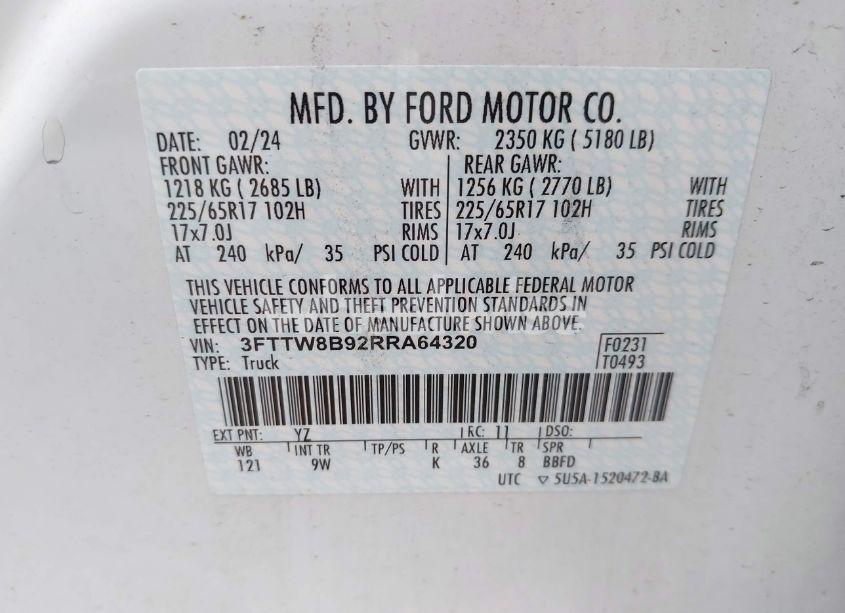 MFD. BY FORD MOTOR CO.
DATE: 02/24 GVWR: 2350 KG ( 5180 LB)
FRONT GAWR: REAR GAWR:
1218 KG ( 2685 LB) WITH 1256 KG ( 2770 LB) WITH
225/65R17 102H TIRES 225/65R17 102H TIRES
17x7.0J RIMS 17x7.0J RIMS
AT 240 kPa/ 35 PSI COLD AT 240 kPa/ 35 PSI COLD
THIS VEHICLE CONFORMS TO ALL APPLICABLE FEDERAL MOTOR
VEHICLE SAFETY AND THEFT PREVENTION STANDARDS IN
EFFECT ON THE DATE OF MANUFACTURE SHOWN ABOVE.
VIN: 3FTTW8B92RRA64320 F0231
TYPE: Truck T0493
EXT PNT: YZ RC: 11 DSO:
WB INT TR TP/PS R AXLE TR SPR
121 9W K 36 8 BBFD
UTC ▽ 5U5A-1520472-BA